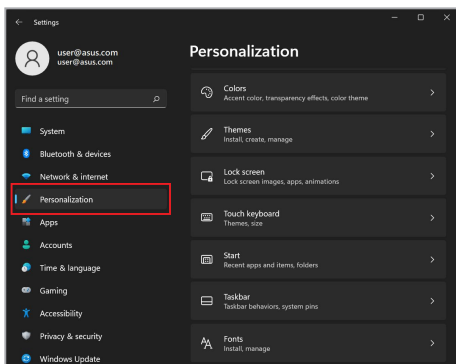 Settings
user@asus.com
user@asus.com
Find a setting
System
Bluetooth & devices
Network & internet
Personalization
Apps
Accounts
Time & language
Gaming
Accessibility
Privacy & security
Windows Update
Personalization
Colors
Accent color, transparency effects, color theme
Themes
Install, create, manage
Lock screen
Lock screen images, apps, animations
Touch keyboard
Themes, size
Start
Recent apps and items, folders
Taskbar
Taskbar behaviors, system pins
Fonts
Install, manage